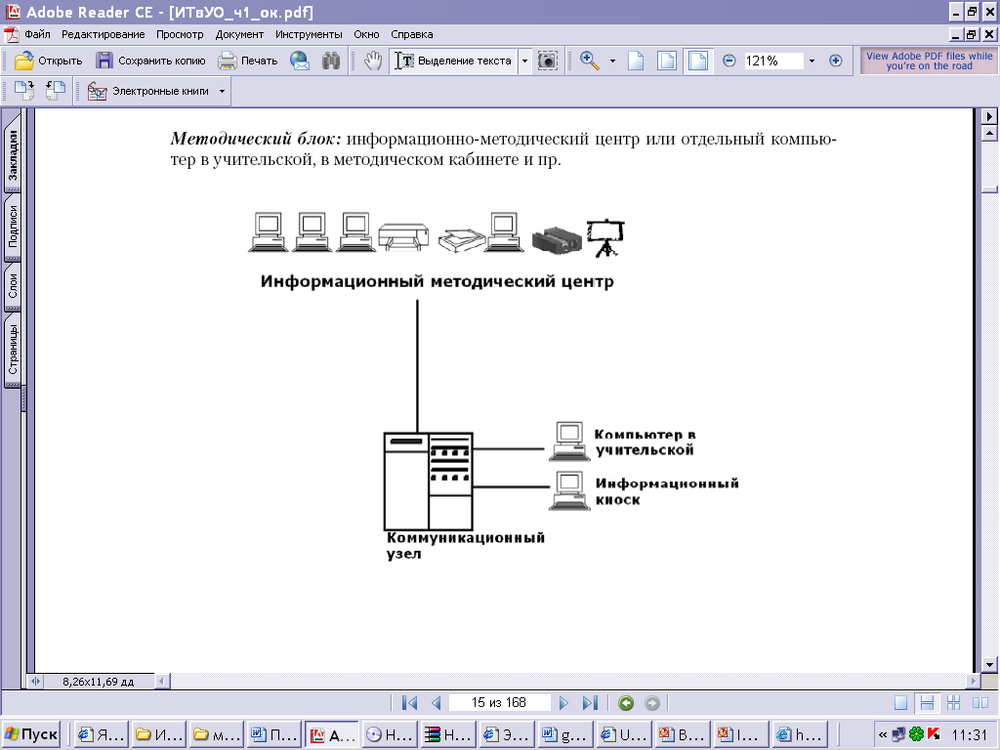 Adobe Reader CE - [ИТвУО_ч1_ок.pdf]
Файл Редактирование Просмотр Документ Инструменты Окно Справка
Открыть Сохранить копию Печать Выделение текста 121% View Adobe PDF files while
you're on the road
Электронные книги
Закладки
Подписи
Слои
Страницы
Методический блок: информационно-методический центр или отдельный компью-
тер в учительской, в методическом кабинете и пр.
Информационный методический центр
Компьютер в
учительской
Информационный
киоск
Коммуникационный
узел
8,26x11,69 дд
15 из 168
Пуск Я... И... м... П... A... Н... Н... Э... g... U... В... I... h... « 11:31